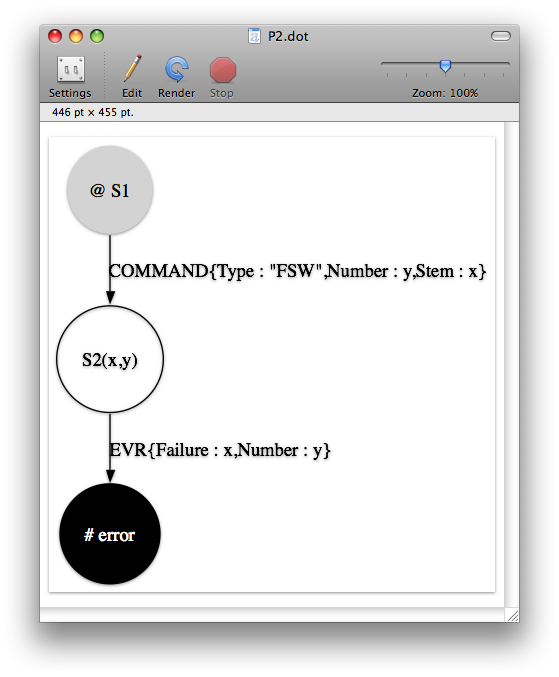 P2.dot
Settings
Edit
Render
Stop
Zoom: 100%
446 pt × 455 pt.
@ S1
COMMAND{Type : "FSW",Number : y,Stem : x}
S2(x,y)
EVR{Failure : x,Number : y}
# error